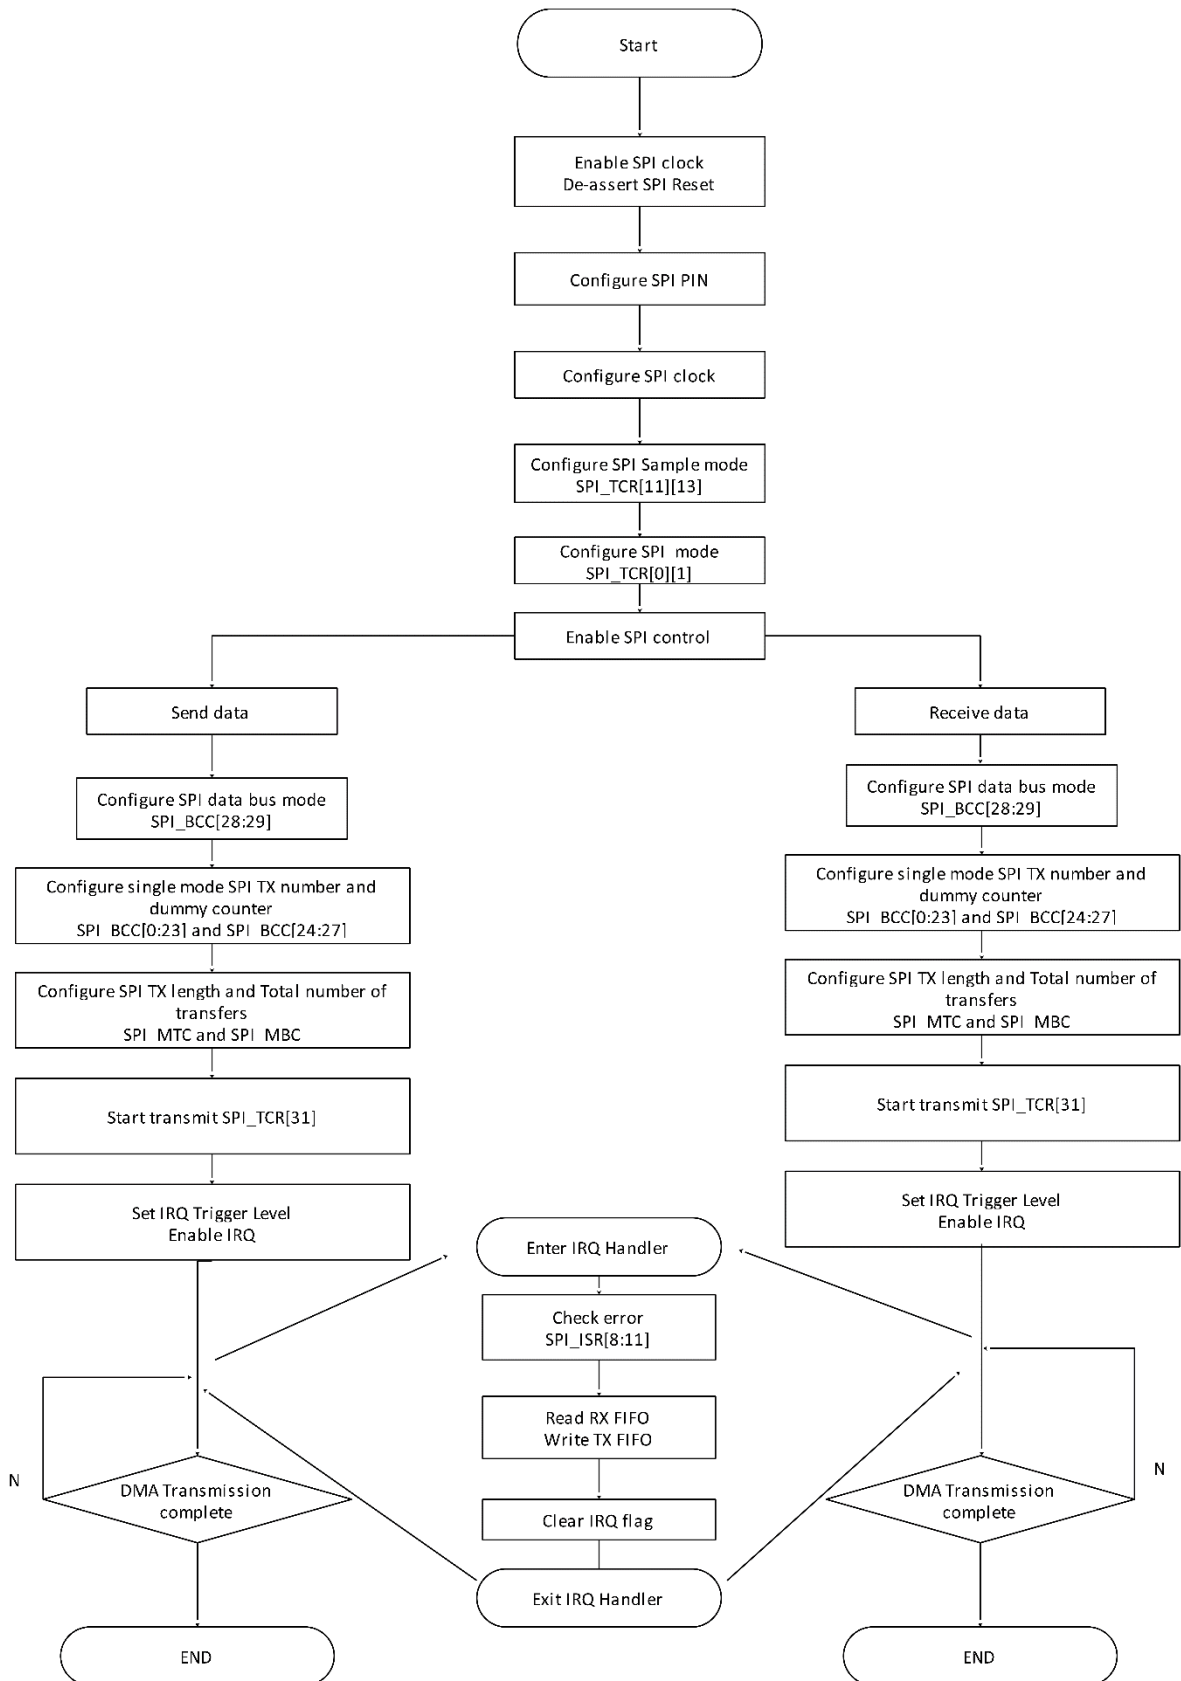 Start
Enable SPI clock
De-assert SPI Reset
Configure SPI PIN
Configure SPI clock
Configure SPI Sample mode
SPI_TCR[11][13]
Configure SPI mode
SPI_TCR[0][1]
Enable SPI control
Send data
Configure SPI data bus mode
SPI_BCC[28:29]
Configure single mode SPI TX number and
dummy counter
SPI_BCC[0:23] and SPI_BCC[24:27]
Configure SPI TX length and Total number of
transfers
SPI_MTC and SPI_MBC
Start transmit SPI_TCR[31]
Set IRQ Trigger Level
Enable IRQ
N
DMA Transmission
complete
END
Receive data
Configure SPI data bus mode
SPI_BCC[28:29]
Configure single mode SPI TX number and
dummy counter
SPI_BCC[0:23] and SPI_BCC[24:27]
Configure SPI TX length and Total number of
transfers
SPI_MTC and SPI_MBC
Start transmit SPI_TCR[31]
Set IRQ Trigger Level
Enable IRQ
N
DMA Transmission
complete
END
Enter IRQ Handler
Check error
SPI_ISR[8:11]
Read RX FIFO
Write TX FIFO
Clear IRQ flag
Exit IRQ Handler